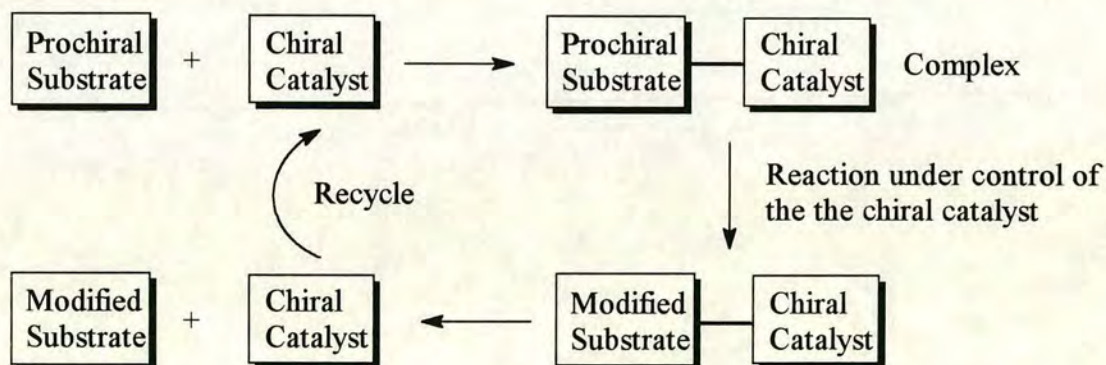 Prochiral Substrate + Chiral Catalyst Prochiral Substrate Chiral Catalyst Complex
Recycle
Reaction under control of
the the chiral catalyst
Modified Substrate + Chiral Catalyst Modified Substrate Chiral Catalyst